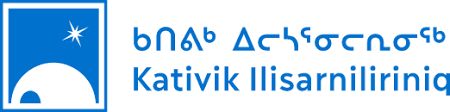 ᑲᑎᕕᒃ ᐃᓕᓴᕐᓂᓕᕆᓂᖅ
Kativik Ilisarniliriniq